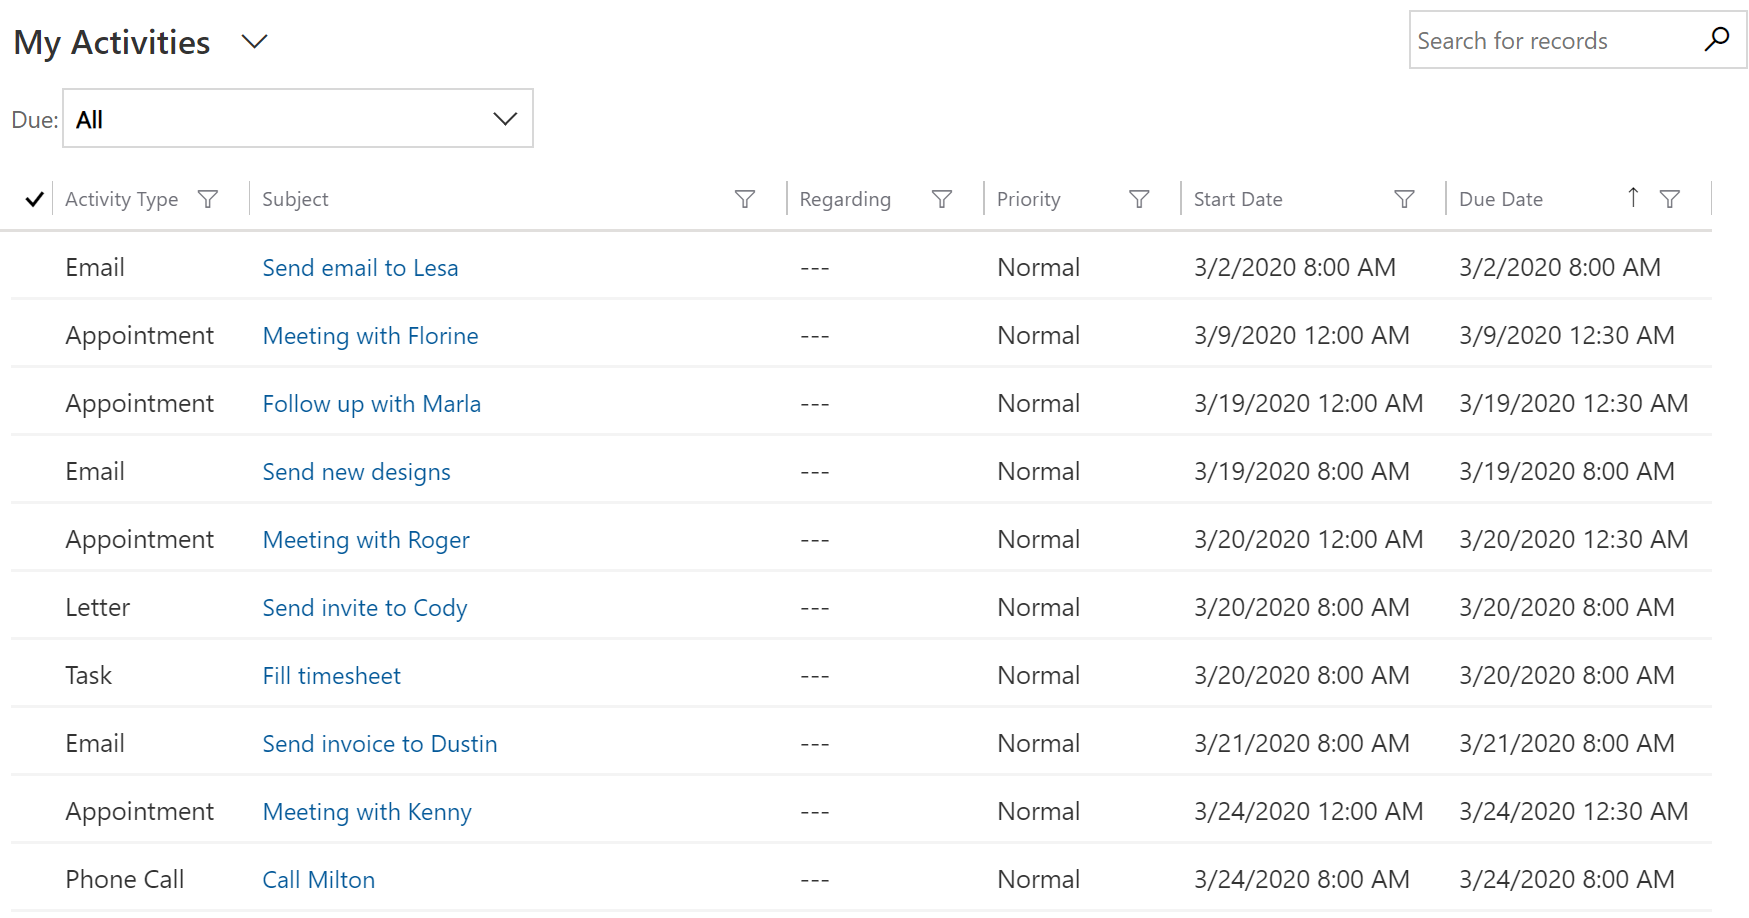 My Activities
Search for records
Due: All
Activity Type Subject Regarding Priority Start Date Due Date
Email Send email to Lesa --- Normal 3/2/2020 8:00 AM 3/2/2020 8:00 AM
Appointment Meeting with Florine --- Normal 3/9/2020 12:00 AM 3/9/2020 12:30 AM
Appointment Follow up with Marla --- Normal 3/19/2020 12:00 AM 3/19/2020 12:30 AM
Email Send new designs --- Normal 3/19/2020 8:00 AM 3/19/2020 8:00 AM
Appointment Meeting with Roger --- Normal 3/20/2020 12:00 AM 3/20/2020 12:30 AM
Letter Send invite to Cody --- Normal 3/20/2020 8:00 AM 3/20/2020 8:00 AM
Task Fill timesheet --- Normal 3/20/2020 8:00 AM 3/20/2020 8:00 AM
Email Send invoice to Dustin --- Normal 3/21/2020 8:00 AM 3/21/2020 8:00 AM
Appointment Meeting with Kenny --- Normal 3/24/2020 12:00 AM 3/24/2020 12:30 AM
Phone Call Call Milton --- Normal 3/24/2020 8:00 AM 3/24/2020 8:00 AM